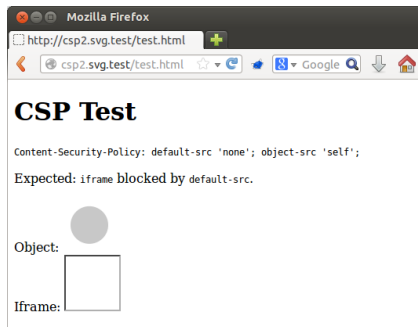 Mozilla Firefox
http://csp2.svg.test/test.html
csp2.svg.test/test.html
Google
CSP Test
Content-Security-Policy: default-src 'none'; object-src 'self';
Expected: iframe blocked by default-src.
Object:
Iframe: